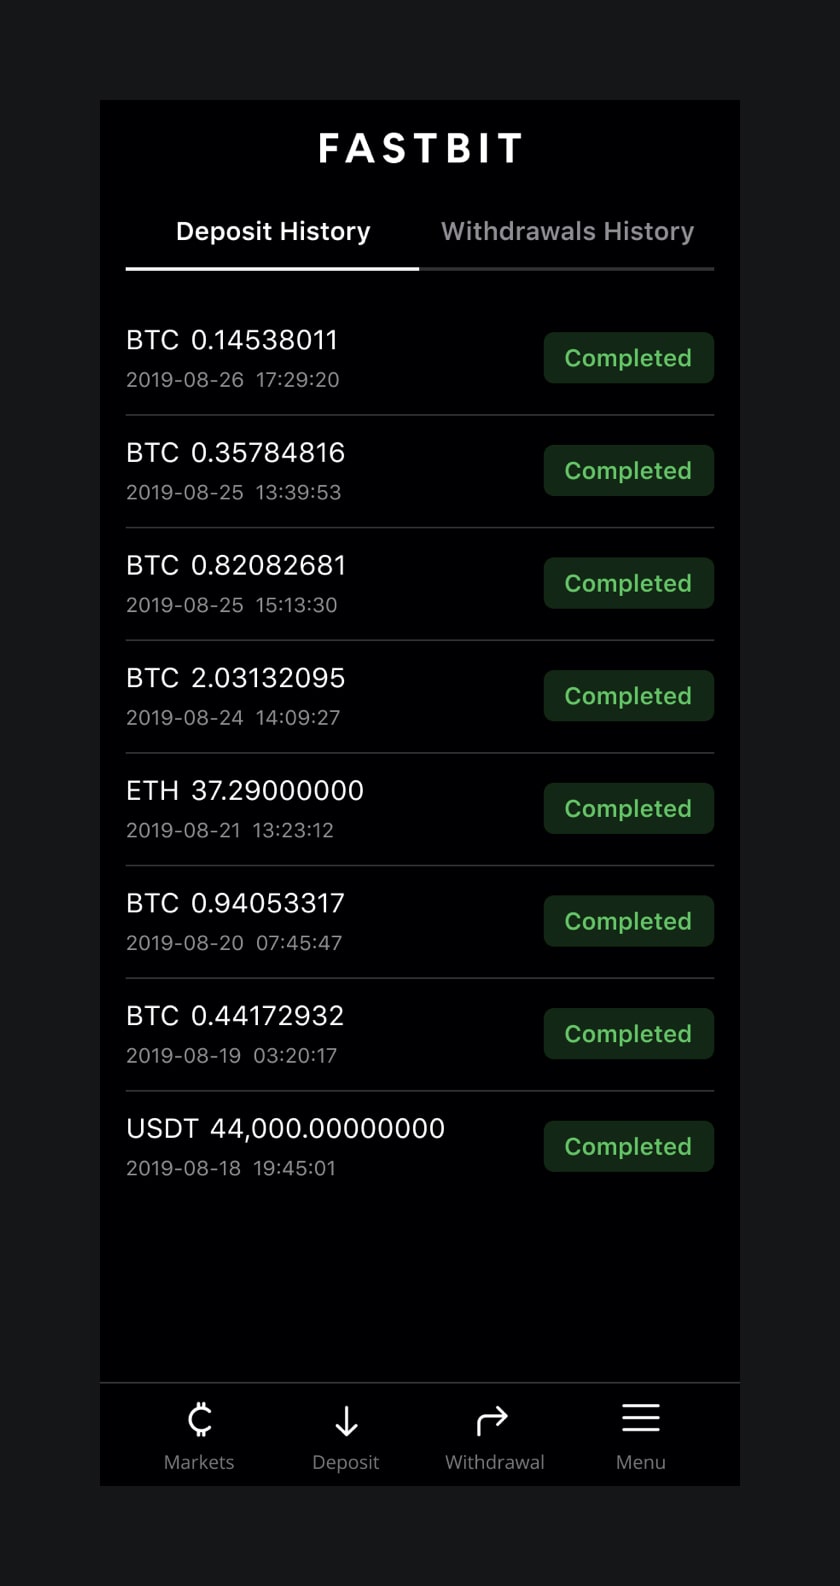 FASTBIT
Deposit History Withdrawals History
BTC 0.14538011
2019-08-26 17:29:20
Completed
BTC 0.35784816
2019-08-25 13:39:53
Completed
BTC 0.82082681
2019-08-25 15:13:30
Completed
BTC 2.03132095
2019-08-24 14:09:27
Completed
ETH 37.29000000
2019-08-21 13:23:12
Completed
BTC 0.94053317
2019-08-20 07:45:47
Completed
BTC 0.44172932
2019-08-19 03:20:17
Completed
USDT 44,000.00000000
2019-08-18 19:45:01
Completed
Markets Deposit Withdrawal Menu